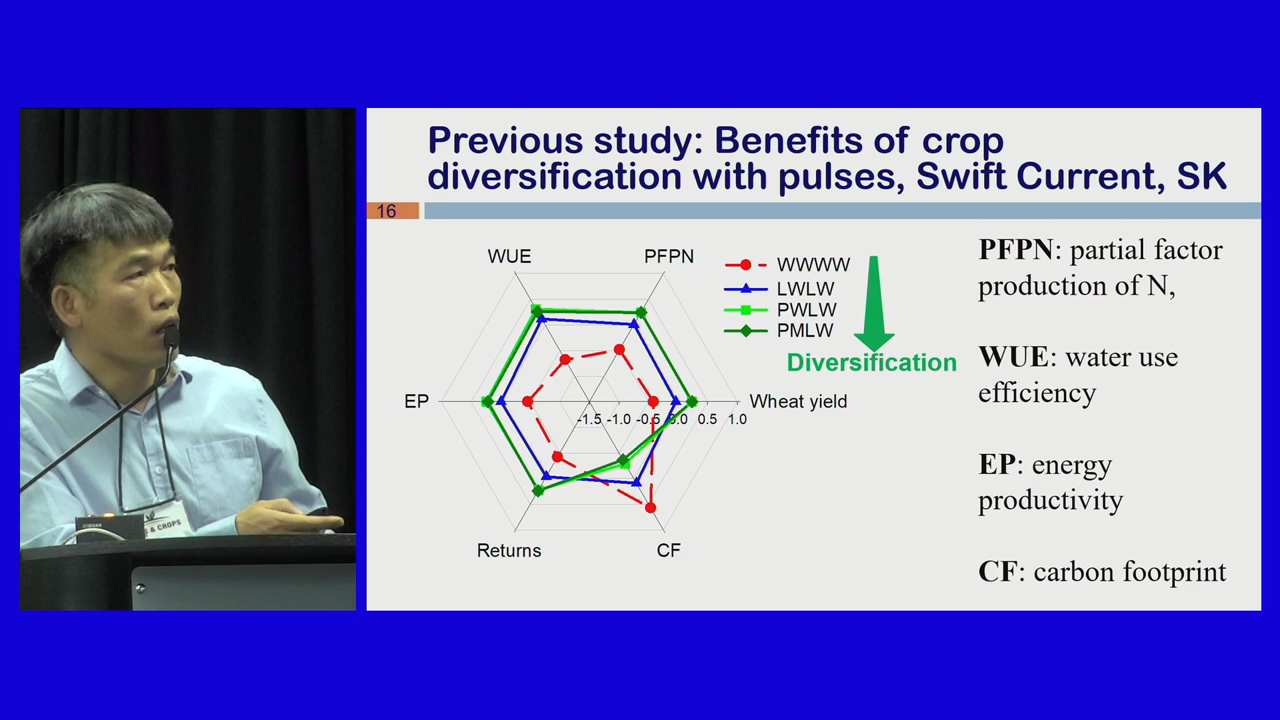 Previous study: Benefits of crop
diversification with pulses, Swift Current, SK
16
WUE
PFPN
EP
Wheat yield
Returns
CF
-1.5 -1.0 -0.5 0.0 0.5 1.0
WWWW
LWLW
PWLW
PMLW
Diversification
PFPN: partial factor
production of N,
WUE: water use
efficiency
EP: energy
productivity
CF: carbon footprint
& CROPS